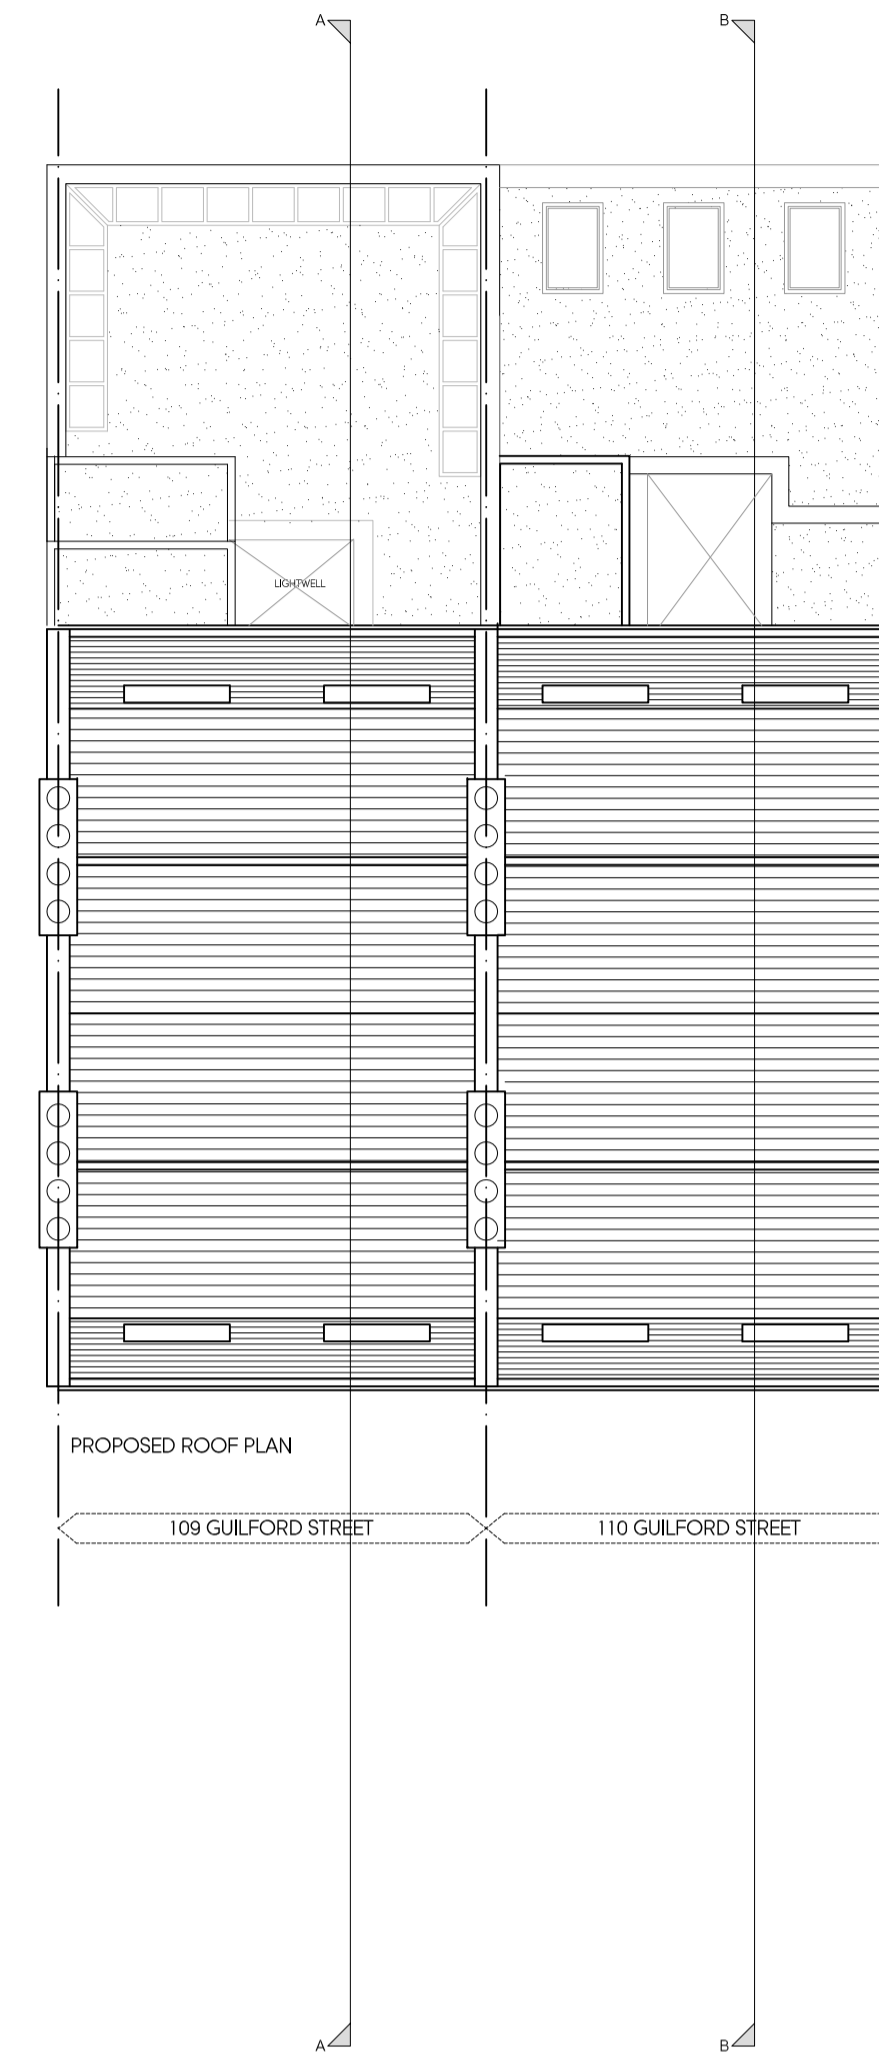 A
B
LIGHTWELL
PROPOSED ROOF PLAN
109 GUILFORD STREET
110 GUILFORD STREET
A
B